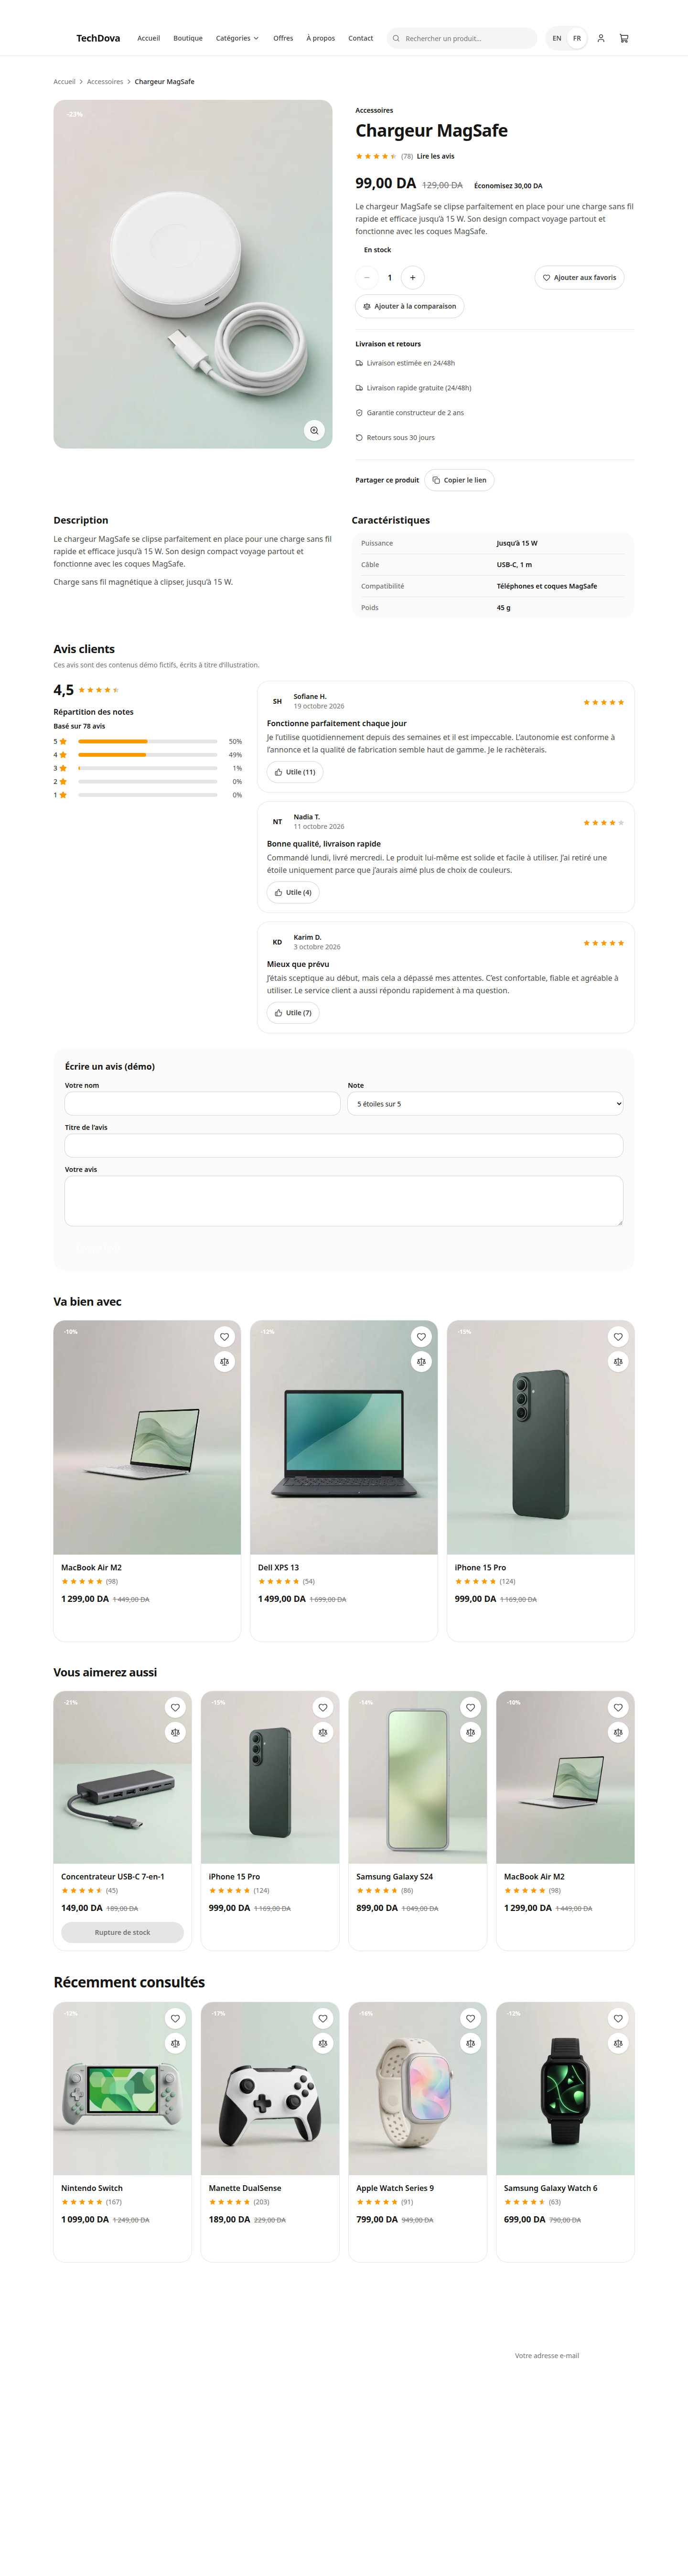 TechDova
Accueil
Boutique
Catégories
Offres
À propos
Contact
Rechercher un produit...
EN
FR
Accueil > Accessoires > Chargeur MagSafe
-23%
Accessoires
Chargeur MagSafe
(78) Lire les avis
99,00 DA 129,00 DA Économisez 30,00 DA
Le chargeur MagSafe se clipse parfaitement en place pour une charge sans fil
rapide et efficace jusqu'à 15 W. Son design compact voyage partout et
fonctionne avec les coques MagSafe.
En stock
1
Ajouter aux favoris
Ajouter à la comparaison
Livraison et retours
Livraison estimée en 24/48h
Livraison rapide gratuite (24/48h)
Garantie constructeur de 2 ans
Retours sous 30 jours
Partager ce produit
Copier le lien
Description
Le chargeur MagSafe se clipse parfaitement en place pour une charge sans fil
rapide et efficace jusqu'à 15 W. Son design compact voyage partout et
fonctionne avec les coques MagSafe.
Charge sans fil magnétique à clipser, jusqu'à 15 W.
Caractéristiques
Puissance Jusqu'à 15 W
Câble USB-C, 1 m
Compatibilité Téléphones et coques MagSafe
Poids 45 g
Avis clients
Ces avis sont des contenus démo fictifs, écrits à titre d'illustration.
4,5
Répartition des notes
Basé sur 78 avis
5 50%
4 49%
3 1%
2 0%
1 0%
SH
Sofiane H.
19 octobre 2026
Fonctionne parfaitement chaque jour
Je l'utilise quotidiennement depuis des semaines et il est impeccable. L'autonomie est conforme à
l'annonce et la qualité de fabrication semble haut de gamme. Je le rachèterais.
Utile (11)
NT
Nadia T.
11 octobre 2026
Bonne qualité, livraison rapide
Commandé lundi, livré mercredi. Le produit lui-même est solide et facile à utiliser. J'ai retiré une
étoile uniquement parce que j'aurais aimé plus de choix de couleurs.
Utile (4)
KD
Karim D.
3 octobre 2026
Mieux que prévu
J'étais sceptique au début, mais cela a dépassé mes attentes. C'est confortable, fiable et agréable à
utiliser. Le service client a aussi répondu rapidement à ma question.
Utile (7)
Écrire un avis (démo)
Votre nom
Note
5 étoiles sur 5
Titre de l'avis
Votre avis
Va bien avec
-10%
MacBook Air M2
(98)
1 299,00 DA 1 449,00 DA
-12%
Dell XPS 13
(54)
1 499,00 DA 1 699,00 DA
-15%
iPhone 15 Pro
(124)
999,00 DA 1 169,00 DA
Vous aimerez aussi
-21%
Concentrateur USB-C 7-en-1
(45)
149,00 DA 189,00 DA
Rupture de stock
-15%
iPhone 15 Pro
(124)
999,00 DA 1 169,00 DA
-14%
Samsung Galaxy S24
(86)
899,00 DA 1 049,00 DA
-10%
MacBook Air M2
(98)
1 299,00 DA 1 449,00 DA
Récemment consultés
-12%
Nintendo Switch
(167)
1 099,00 DA 1 249,00 DA
-17%
Manette DualSense
(203)
189,00 DA 229,00 DA
-16%
Apple Watch Series 9
(91)
799,00 DA 949,00 DA
-12%
Samsung Galaxy Watch 6
(63)
699,00 DA 790,00 DA
Votre adresse e-mail